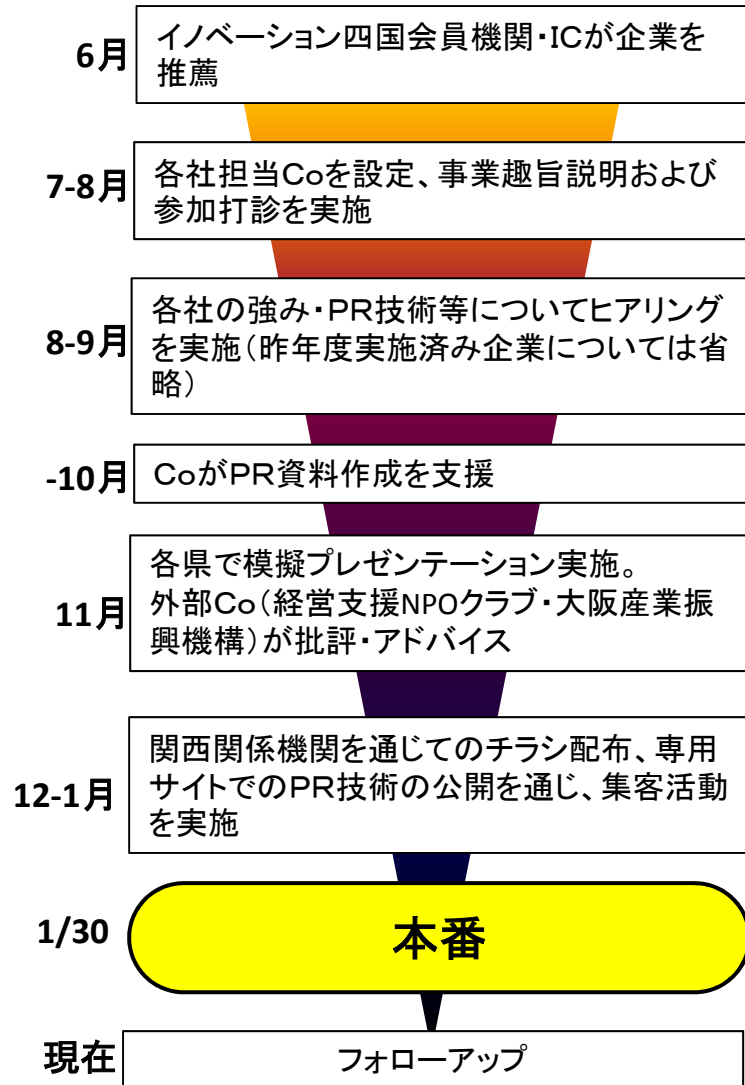 6月
イノベーション四国会員機関・ICが企業を
推薦
7-8月
各社担当Coを設定、事業趣旨説明および
参加打診を実施
8-9月
各社の強み・PR技術等についてヒアリング
を実施(昨年度実施済み企業については省
略)
-10月
CoがPR資料作成を支援
11月
各県で模擬プレゼンテーション実施。
外部Co(経営支援NPOクラブ・大阪産業振
興機構)が批評・アドバイス
12-1月
関西関係機関を通じてのチラシ配布、専用
サイトでのPR技術の公開を通じ、集客活動
を実施
1/30
本番
現在
フォローアップ